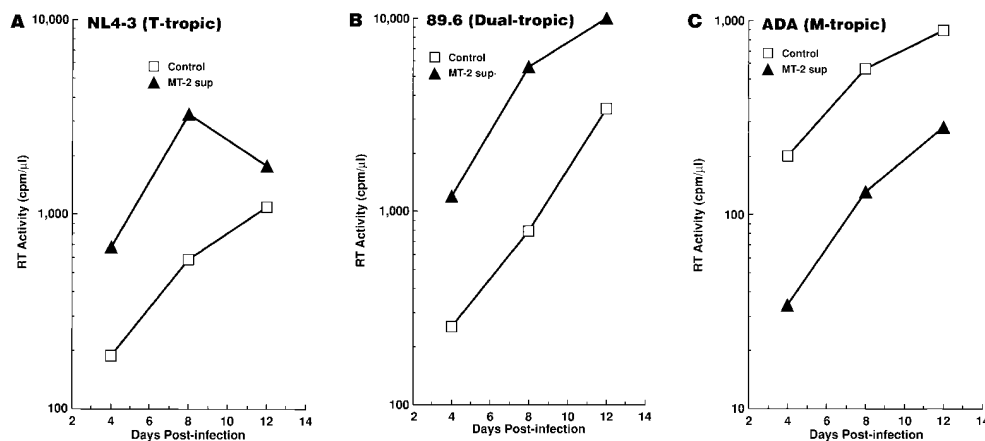 A NL4-3 (T-tropic)
10,000
Control
MT-2 sup
RT Activity (cpm/µl)
1,000
100
2 4 6 8 10 12 14
Days Post-infection
B 89.6 (Dual-tropic)
10,000
Control
MT-2 sup·
RT Activity (cpm/µl)
1,000
100
2 4 6 8 10 12 14
Days Post-infection
C ADA (M-tropic)
1,000
Control
MT-2 sup
RT Activity (cpm/µl)
100
10
2 4 6 8 10 12 14
Days Post-infection